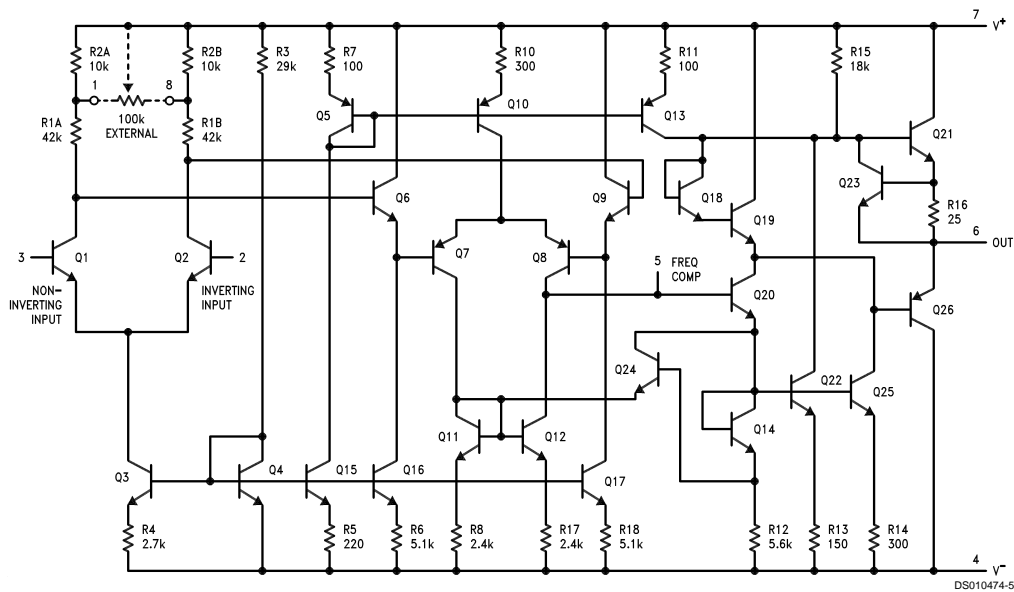 7 V+
R2A
10k
R2B
10k
R3
29k
R7
100
R10
300
R11
100
R15
18k
1
8
100k
EXTERNAL
R1A
42k
R1B
42k
Q5
Q10
Q13
Q21
Q6
Q9
Q18
Q19
Q23
R16
25
6
OUT
3
Q1
Q2
2
Q7
Q8
5
FREQ
COMP
NON-
INVERTING
INPUT
INVERTING
INPUT
Q20
Q26
Q24
Q22
Q25
Q11
Q12
Q14
Q3
Q4
Q15
Q16
Q17
R4
2.7k
R5
220
R6
5.1k
R8
2.4k
R17
2.4k
R18
5.1k
R12
5.6k
R13
150
R14
300
4 V-
DS010474-5